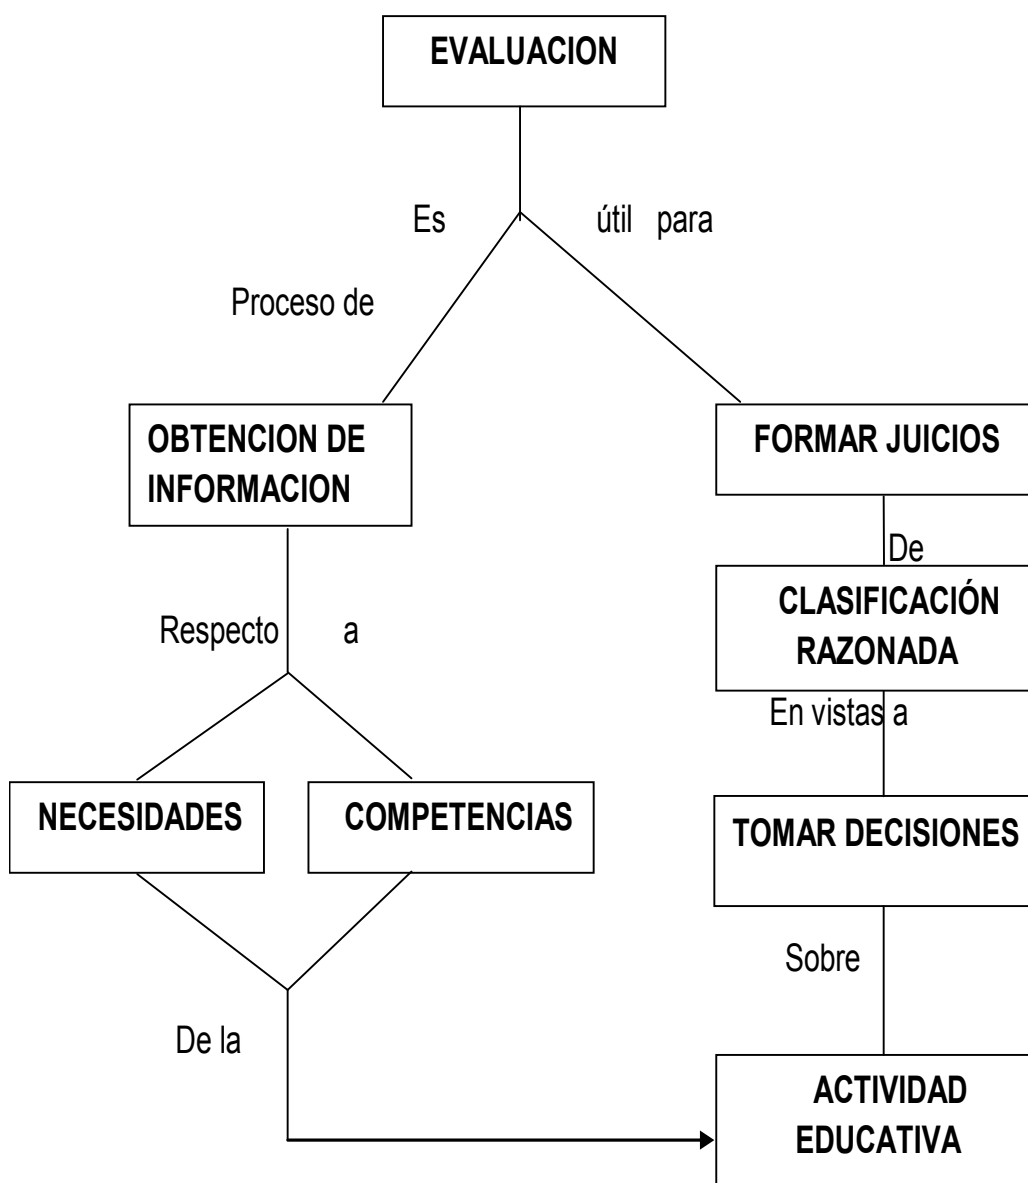 EVALUACION
Es útil para
Proceso de
OBTENCION DE
INFORMACION
FORMAR JUICIOS
De
CLASIFICACIÓN
RAZONADA
Respecto a
En vistas a
NECESIDADES
COMPETENCIAS
TOMAR DECISIONES
Sobre
De la
ACTIVIDAD
EDUCATIVA